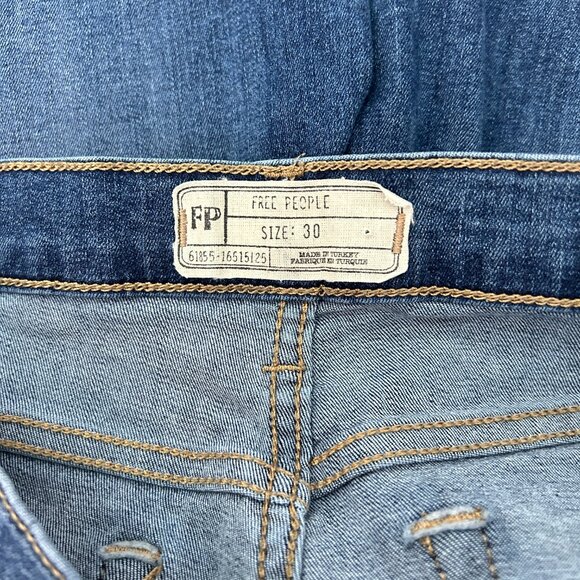 FP
FREE PEOPLE
SIZE: 30
61855-16515125
MADE IN TURKEY
FABRIQUE EN TURQUIE